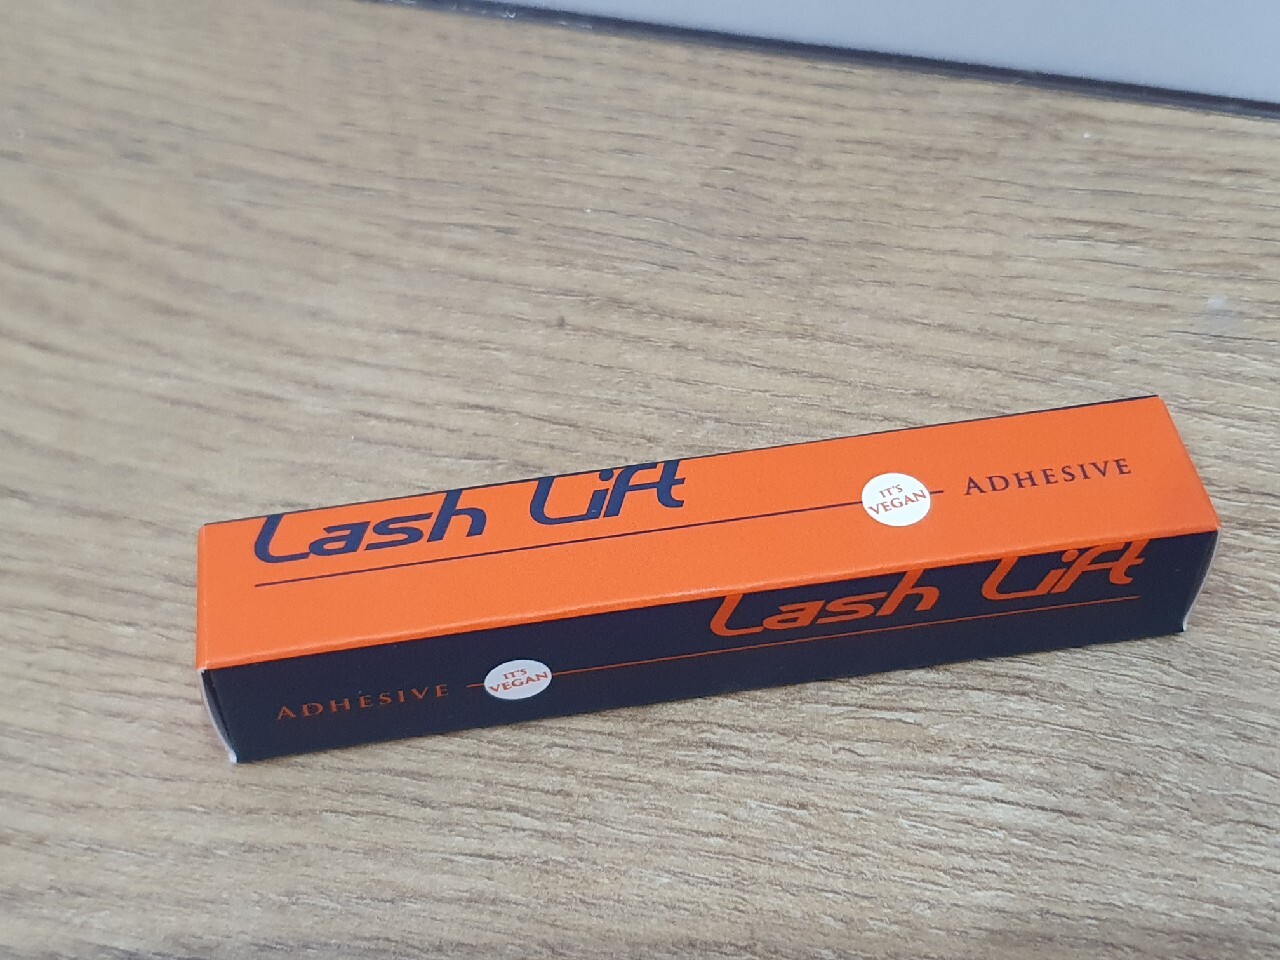 Lash Lift
IT'S
VEGAN
ADHESIVE
Lash Lift
ADHESIVE
IT'S
VEGAN